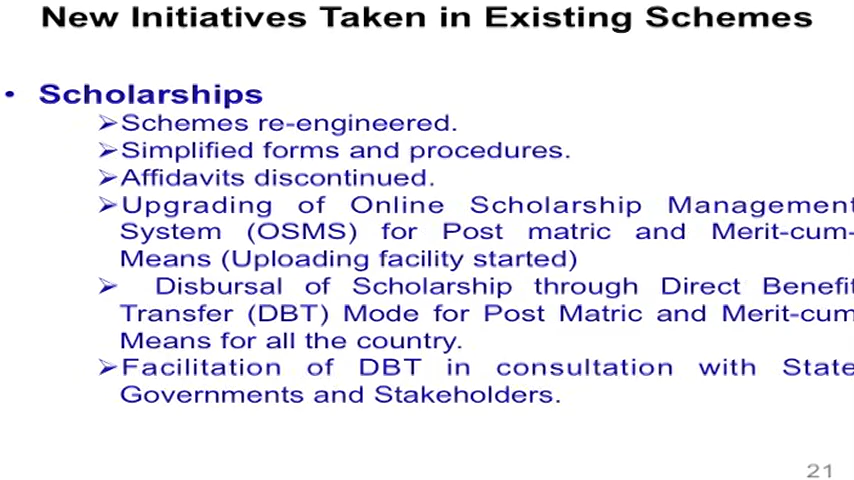 New Initiatives Taken in Existing Schemes
• Scholarships
➢Schemes re-engineered.
➢Simplified forms and procedures.
➢Affidavits discontinued.
➢Upgrading of Online Scholarship Management
System (OSMS) for Post matric and Merit-cum-
Means (Uploading facility started)
➢ Disbursal of Scholarship through Direct Benefit
Transfer (DBT) Mode for Post Matric and Merit-cum
Means for all the country.
➢Facilitation of DBT in consultation with State
Governments and Stakeholders.
21